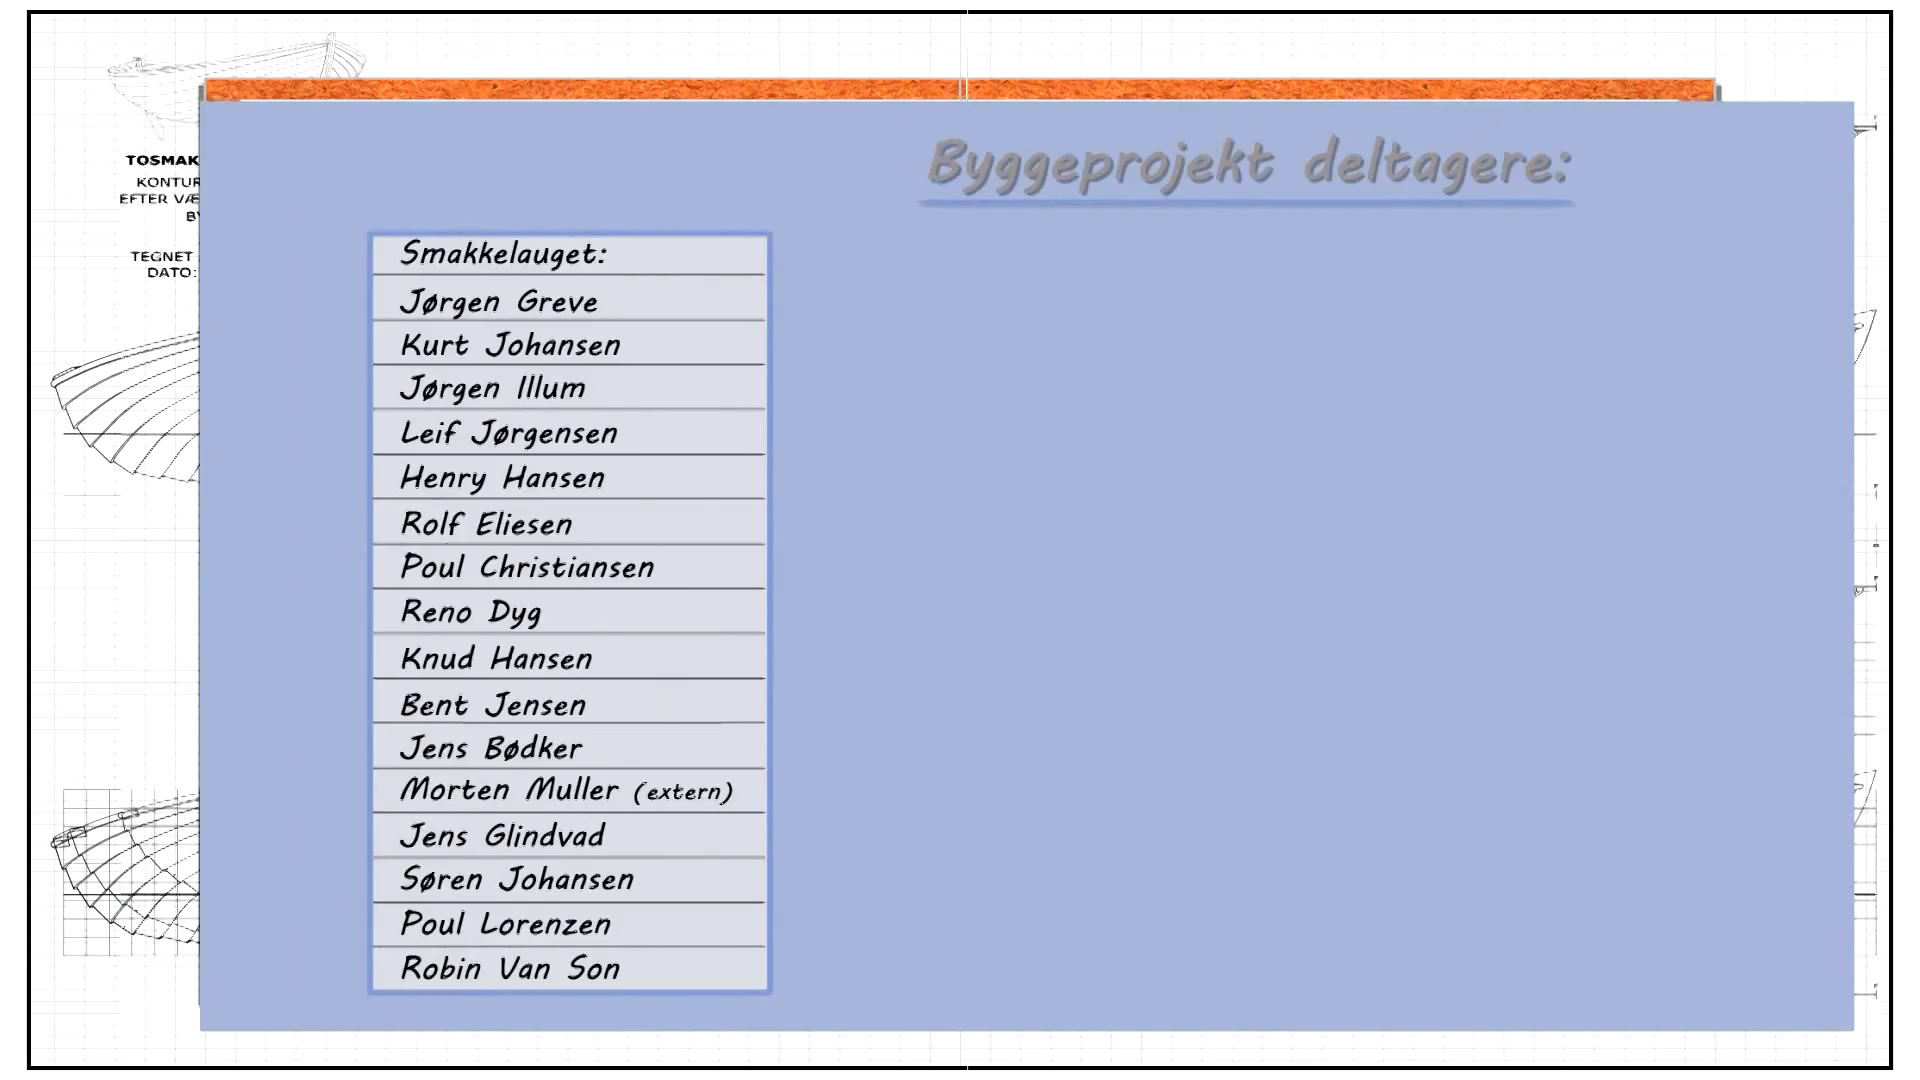 TOSMAK
KONTUR
EFTER VÆ
BY
TEGNET
DATO:
Byggeprojekt deltagere:
Smakkelauget:
Jørgen Greve
Kurt Johansen
Jørgen Illum
Leif Jørgensen
Henry Hansen
Rolf Eliesen
Poul Christiansen
Reno Dyg
Knud Hansen
Bent Jensen
Jens Bødker
Morten Muller (extern)
Jens Glindvad
Søren Johansen
Poul Lorenzen
Robin Van Son